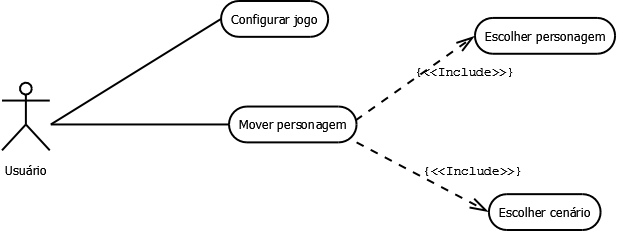 Configurar jogo
Escolher personagem
{<<Include>>}
Mover personagem
Usuário
{<<Include>>}
Escolher cenário